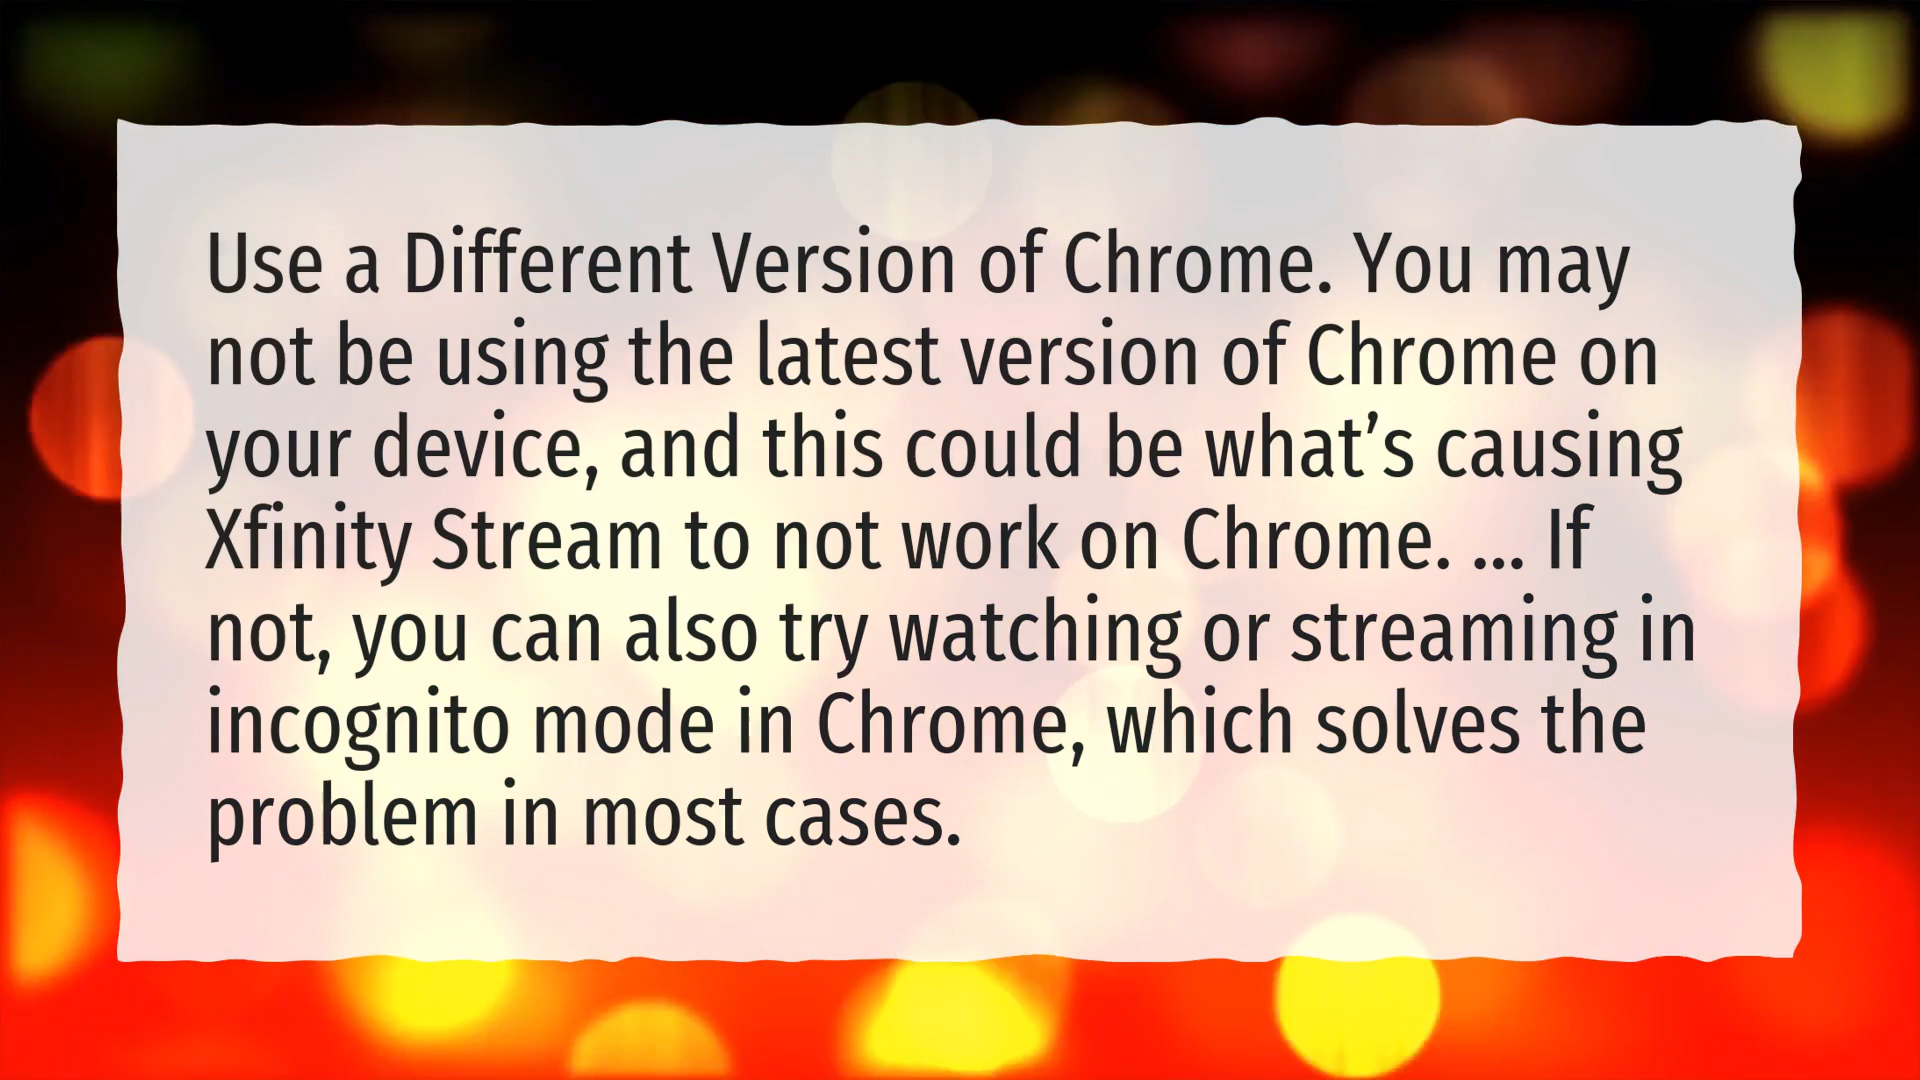 Use a Different Version of Chrome. You may
not be using the latest version of Chrome on
your device, and this could be what’s causing
Xfinity Stream to not work on Chrome. ... If
not, you can also try watching or streaming in
incognito mode in Chrome, which solves the
problem in most cases.